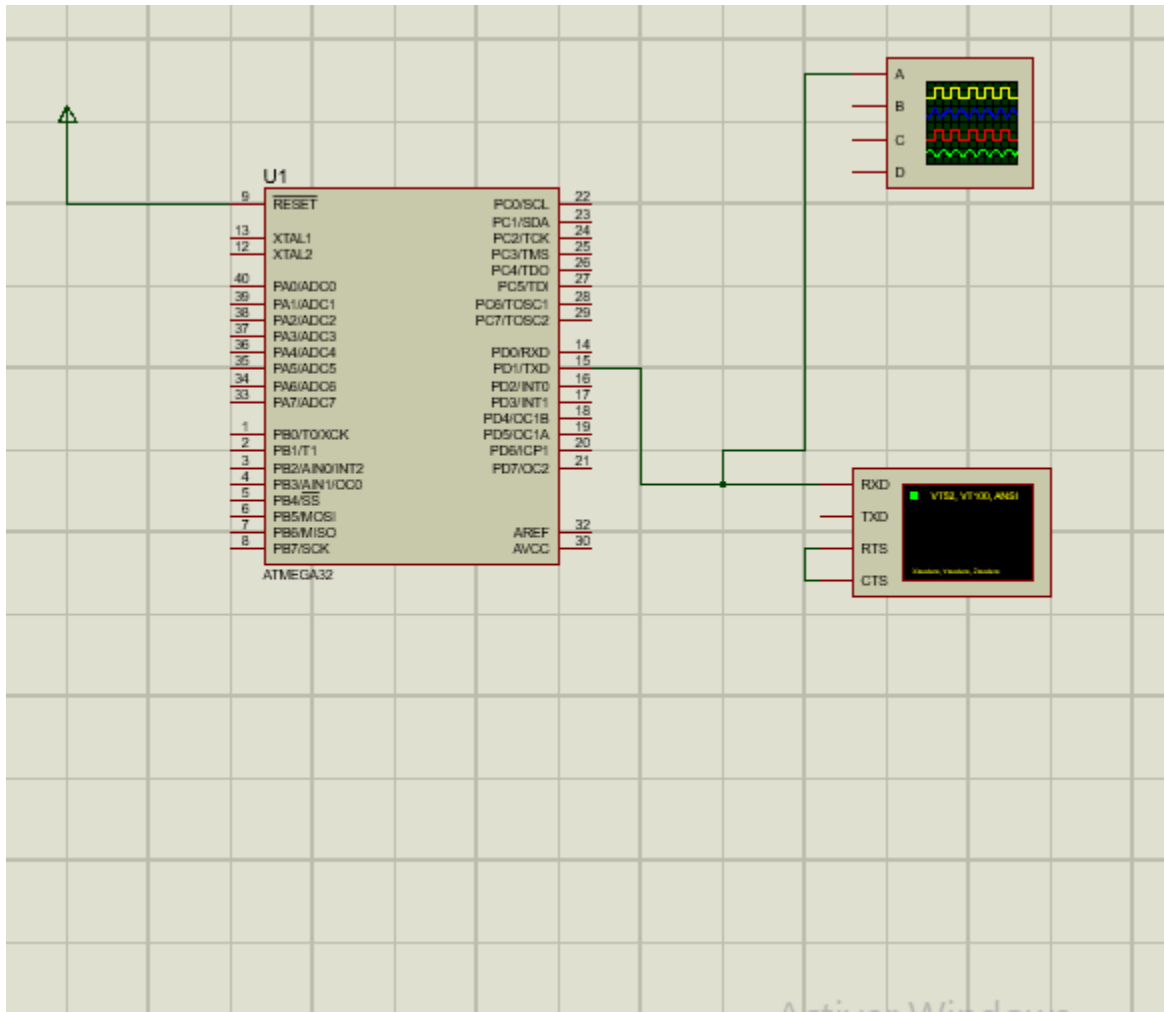 U1
9 RESET
13 XTAL1
12 XTAL2
40 PA0/ADC0
39 PA1/ADC1
38 PA2/ADC2
37 PA3/ADC3
36 PA4/ADC4
35 PA5/ADC5
34 PA6/ADC6
33 PA7/ADC7
1 PB0/T0/XCK
2 PB1/T1
3 PB2/AIN0/INT2
4 PB3/AIN1/OC0
5 PB4/SS
6 PB5/MOSI
7 PB6/MISO
8 PB7/SCK
PC0/SCL 22
PC1/SDA 23
PC2/TCK 24
PC3/TMS 25
PC4/TDO 26
PC5/TDI 27
PC6/TOSC1 28
PC7/TOSC2 29
PD0/RXD 14
PD1/TXD 15
PD2/INT0 16
PD3/INT1 17
PD4/OC1B 18
PD5/OC1A 19
PD6/ICP1 20
PD7/OC2 21
AREF 32
AVCC 30
ATMEGA32
A
B
C
D
RXD
TXD
RTS
CTS
VT52, VT100, ANSI
Activer Windows